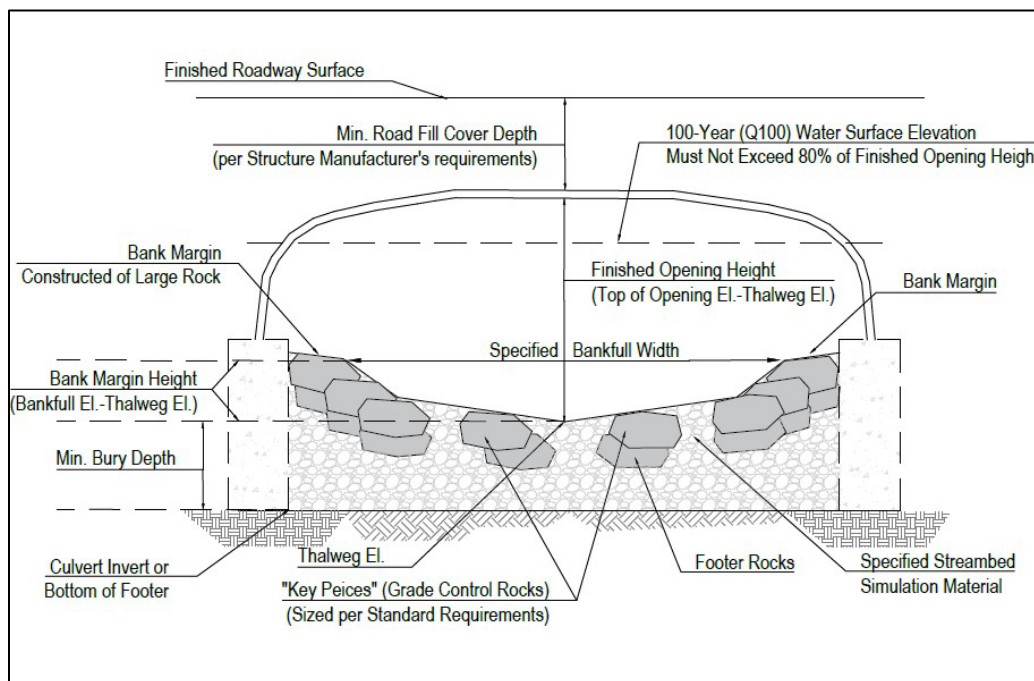 Finished Roadway Surface
Min. Road Fill Cover Depth
(per Structure Manufacturer's requirements)
100-Year (Q100) Water Surface Elevation
Must Not Exceed 80% of Finished Opening Heigh
Bank Margin
Constructed of Large Rock
Finished Opening Height
(Top of Opening El.-Thalweg El.)
Bank Margin
Specified Bankfull Width
Bank Margin Height
(Bankfull El.-Thalweg El.)
Min. Bury Depth
Culvert Invert or
Bottom of Footer
Thalweg El.
"Key Peices" (Grade Control Rocks)
(Sized per Standard Requirements)
Footer Rocks
Specified Streambed
Simulation Material